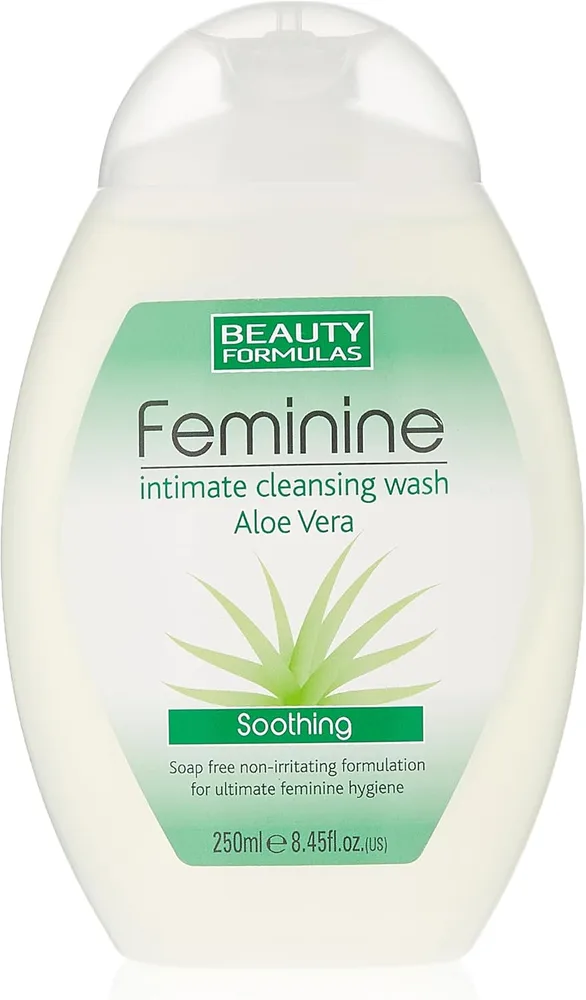 BEAUTY
FORMULAS
Feminine
intimate cleansing wash
Aloe Vera
Soothing
Soap free non-irritating formulation
for ultimate feminine hygiene
250ml ℮ 8.45fl.oz.(US)